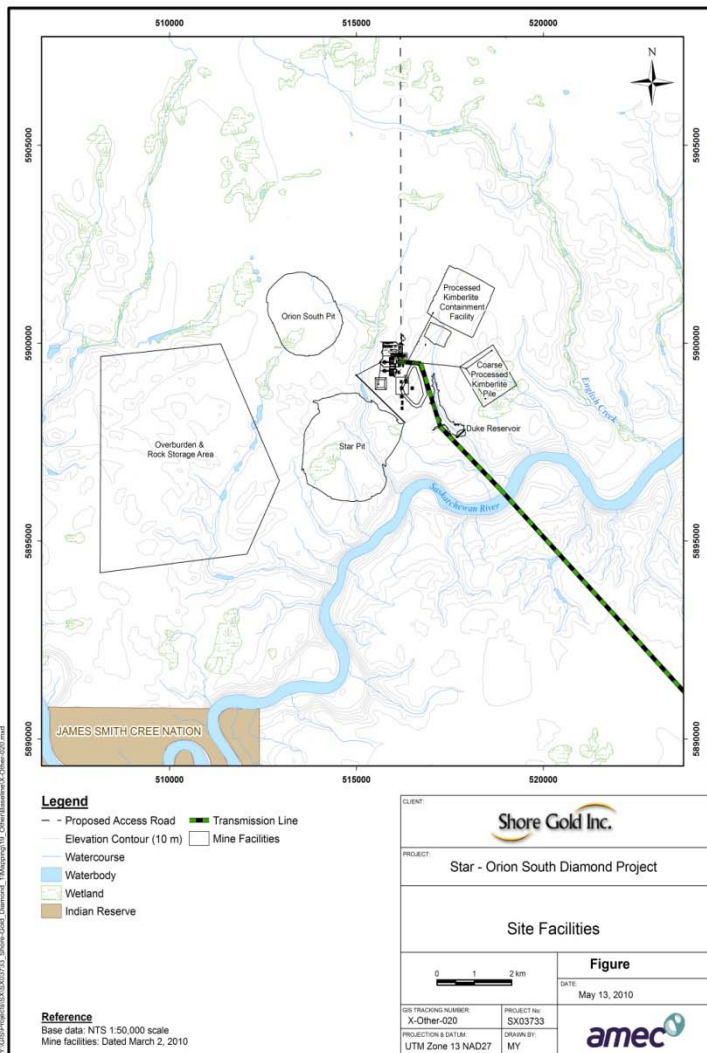 510000
515000
520000
N
5905000
5905000
Processed
Kimberlite
Containment
Facility
Orion South Pit
5900000
5900000
Coarse
Processed
Kimberlite
Pile
English Creek
Duke Reservoir
Overburden &
Rock Storage Area
Star Pit
Saskatchewan River
5895000
5895000
JAMES SMITH CREE NATION
5890000
5890000
510000
515000
520000
Legend
Proposed Access Road
Transmission Line
Elevation Contour (10 m)
Mine Facilities
Watercourse
Waterbody
Wetland
Indian Reserve
Reference
Base data: NTS 1:50,000 scale
Mine facilities: Dated March 2, 2010
CLIENT:
Shore Gold Inc.
PROJECT:
Star - Orion South Diamond Project
Site Facilities
0 1 2 km
Figure
DATE:
May 13, 2010
GIS TRACKING NUMBER:
X-Other-020
PROJECT No:
SX03733
PROJECTION & DATUM:
UTM Zone 13 NAD27
DRAWN BY:
MY
amec